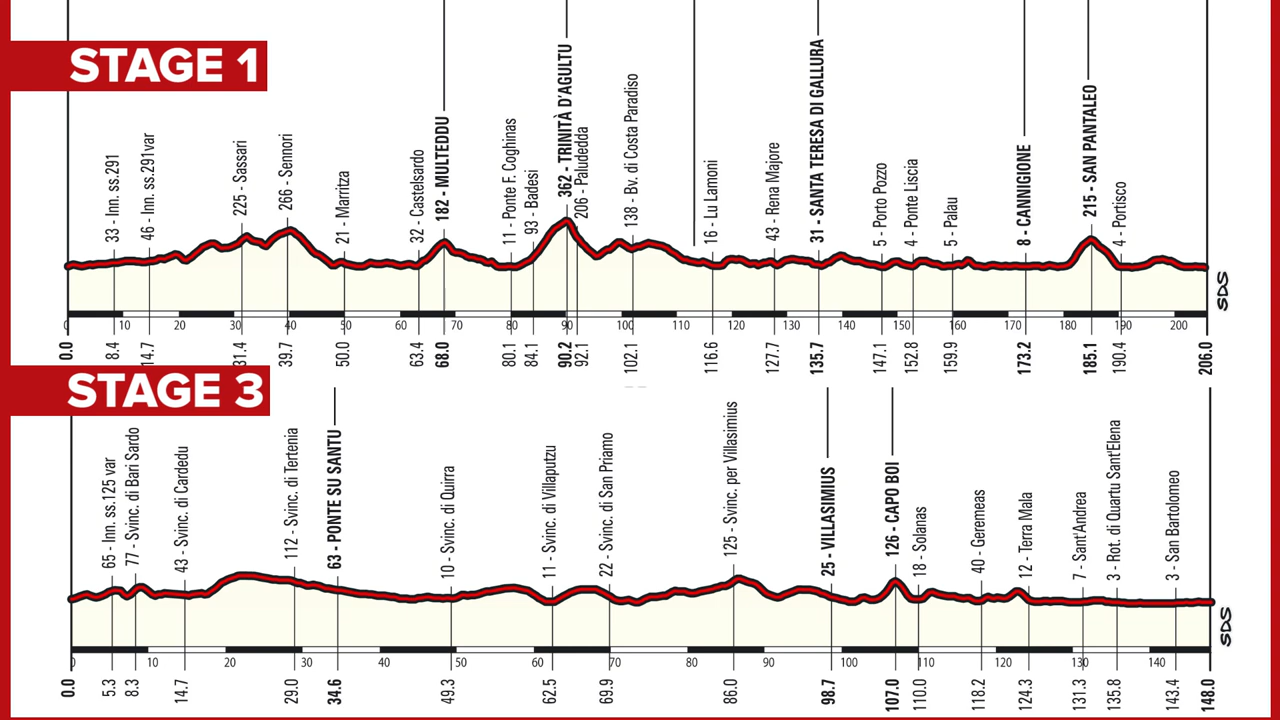 STAGE 1
33 - Inn. ss.291
46 - Inn. ss.291var
225 - Sassari
266 - Sennori
21 - Marritza
32 - Castelsardo
182 - MULTEDDU
11 - Ponte F. Coghinas
93 - Badesi
362 - TRINITÀ D'AGULTU
206 - Paludedda
138 - Bv. di Costa Paradiso
16 - Lu Lamoni
43 - Rena Majore
31 - SANTA TERESA DI GALLURA
5 - Porto Pozzo
4 - Ponte Liscia
5 - Palau
8 - CANNIGIONE
215 - SAN PANTALEO
4 - Portisco
SDS
0 10 20 30 40 50 60 70 80 90 100 110 120 130 140 150 160 170 180 190 200
0.0 8.4 14.7 31.4 39.7 50.0 63.4 68.0 80.1 84.1 90.2 92.1 102.1 116.6 127.7 135.7 147.1 152.8 159.9 173.2 185.1 190.4 206.0
STAGE 3
65 - Inn. ss.125 var
77 - Svinc. di Bari Sardo
43 - Svinc. di Cardedu
112 - Svinc. di Tertenia
63 - PONTE SU SANTU
10 - Svinc. di Quirra
11 - Svinc. di Villaputzu
22 - Svinc. di San Priamo
125 - Svinc. per Villasimius
25 - VILLASIMIUS
126 - CAPO BOI
18 - Solanas
40 - Geremeas
12 - Terra Mala
7 - Sant'Andrea
3 - Rot. di Quartu Sant'Elena
3 - San Bartolomeo
SDS
0 10 20 30 40 50 60 70 80 90 100 110 120 130 140
0.0 5.3 8.3 14.7 29.0 34.6 49.3 62.5 69.9 86.0 98.7 107.0 110.0 118.2 124.3 131.3 135.8 143.4 148.0